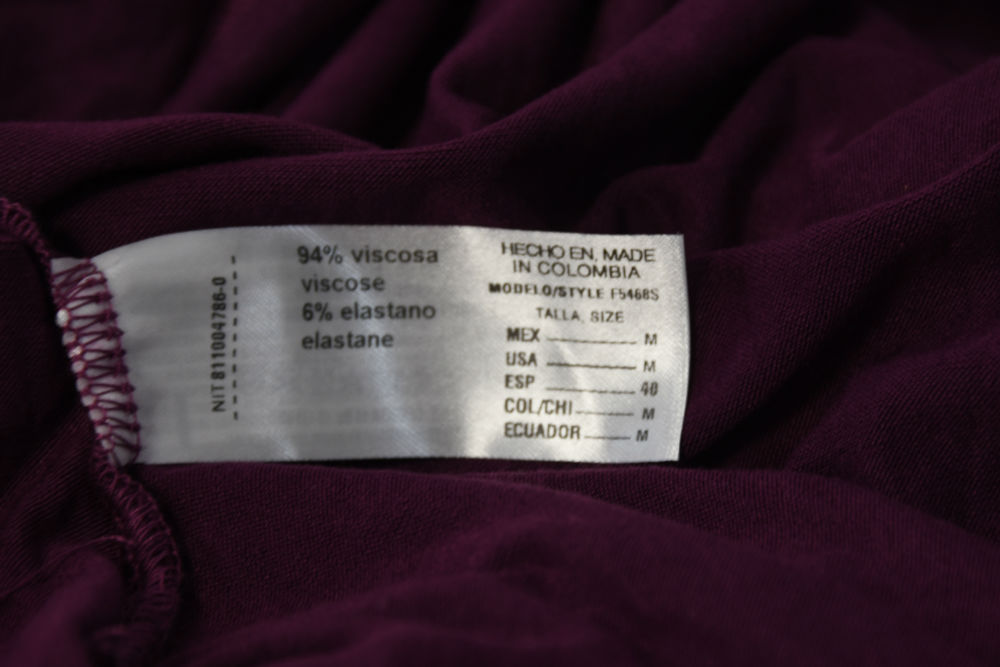 NIT 811004786-0
94% viscosa
viscose
6% elastano
elastane
HECHO EN, MADE
IN COLOMBIA
MODELO/STYLE F5468S
TALLA, SIZE
MEX M
USA M
ESP 40
COL/CHI M
ECUADOR M